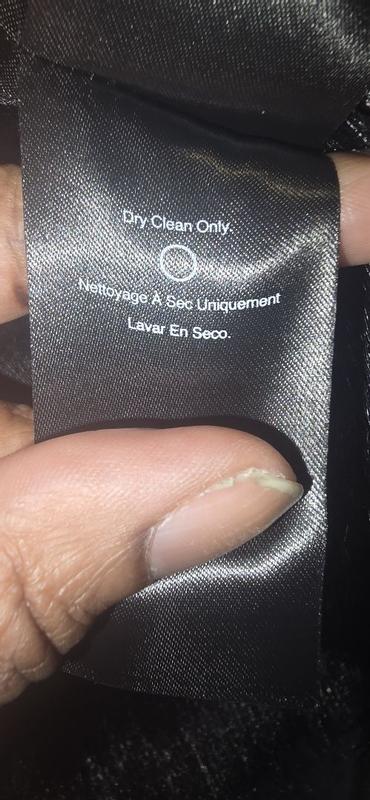 Dry Clean Only.
Nettoyage À Sec Uniquement
Lavar En Seco.